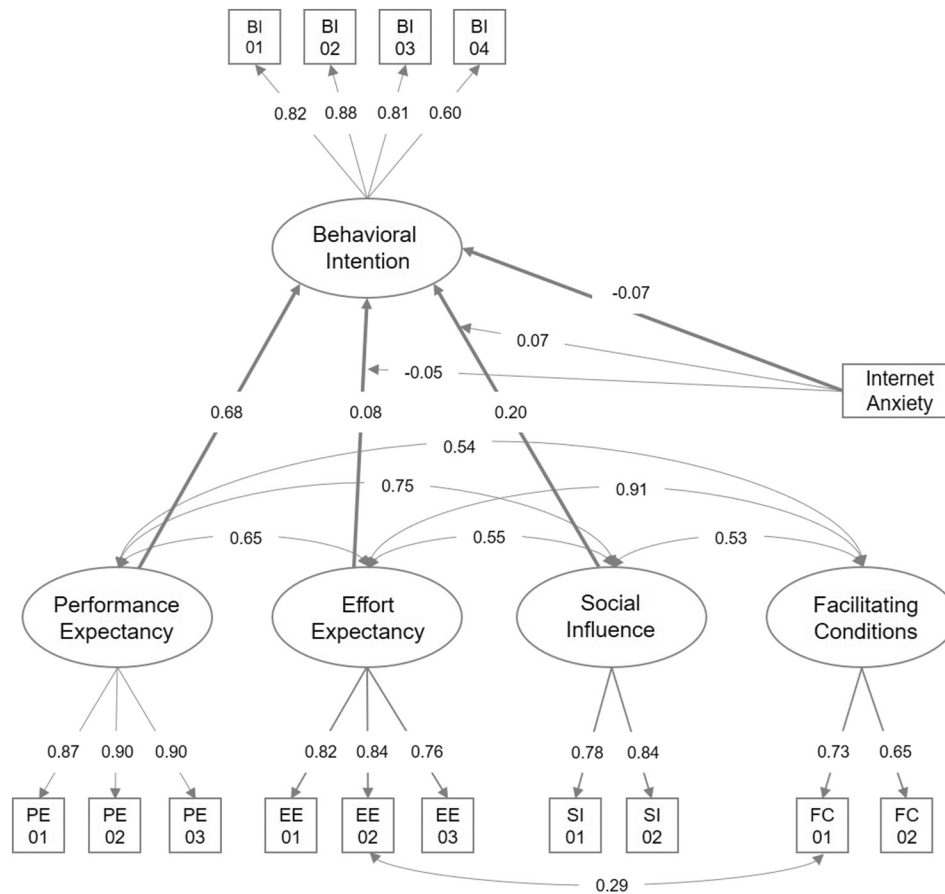 BI
01
BI
02
BI
03
BI
04
0.82
0.88
0.81
0.60
Behavioral
Intention
-0.07
0.07
-0.05
Internet
Anxiety
0.68
0.08
0.20
0.54
0.75
0.91
0.65
0.55
0.53
Performance
Expectancy
Effort
Expectancy
Social
Influence
Facilitating
Conditions
0.87
0.90
0.90
0.82
0.84
0.76
0.78
0.84
0.73
0.65
PE
01
PE
02
PE
03
EE
01
EE
02
EE
03
SI
01
SI
02
FC
01
FC
02
0.29